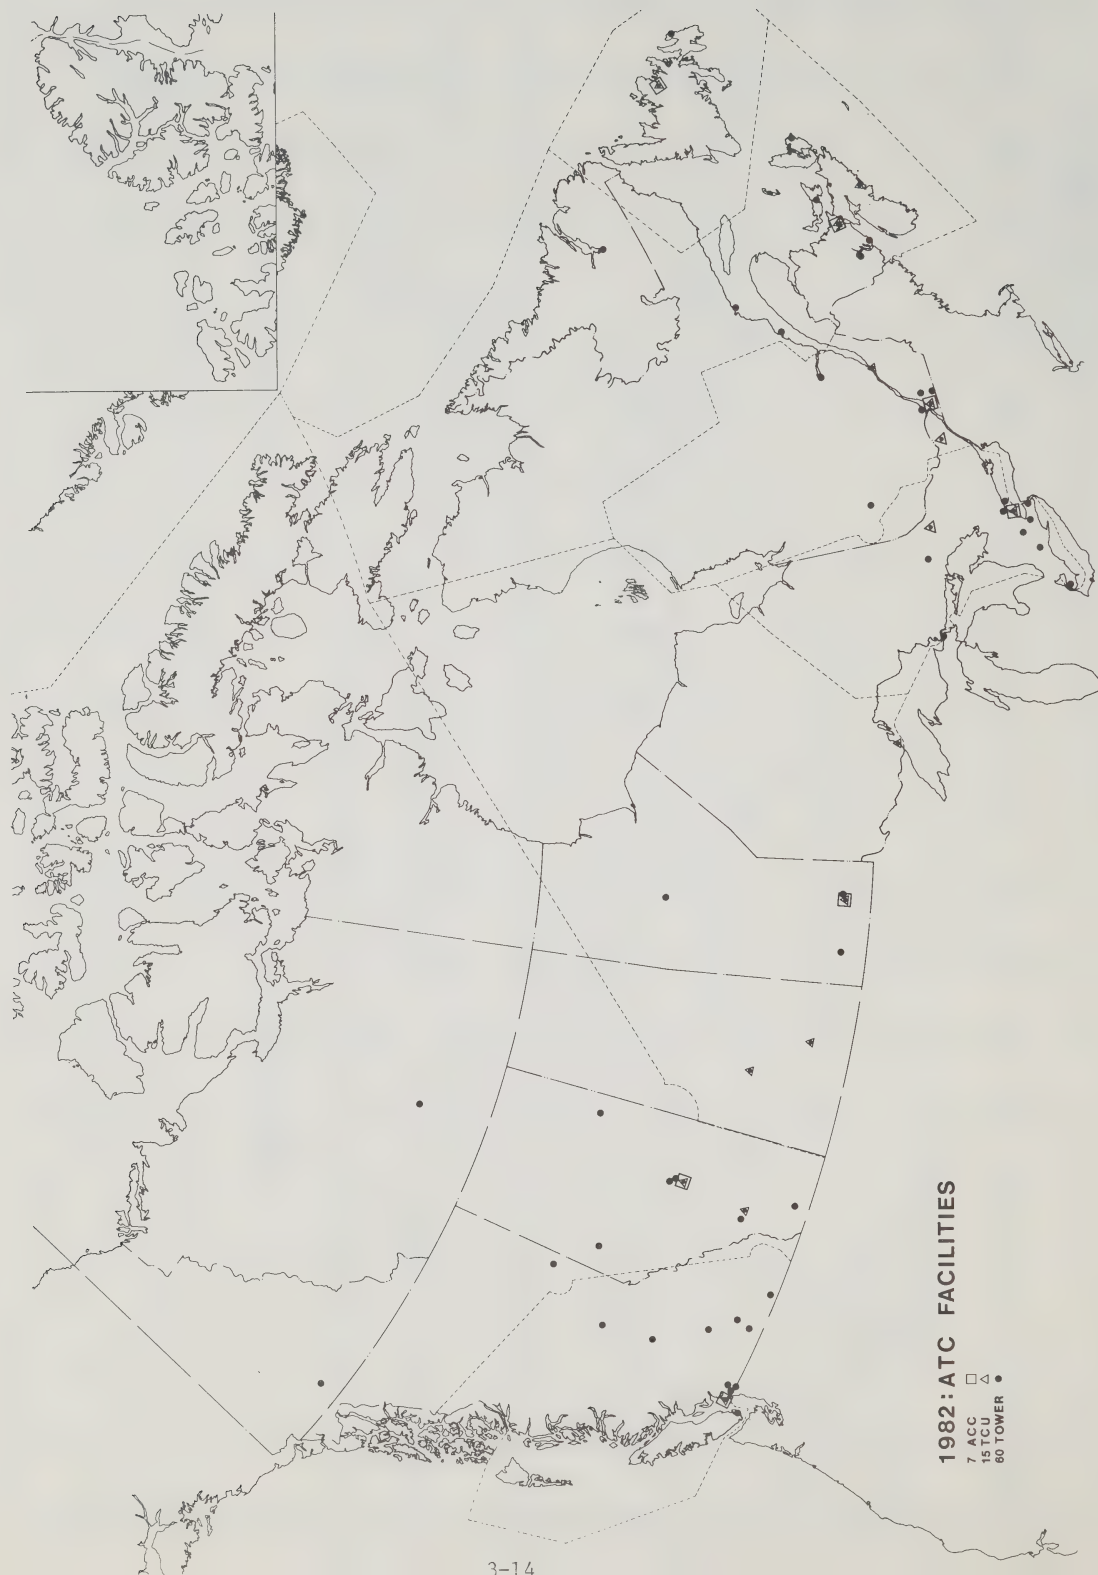 1982: ATC FACILITIES
7 ACC □
15 TCU △
60 TOWER ●
3-14